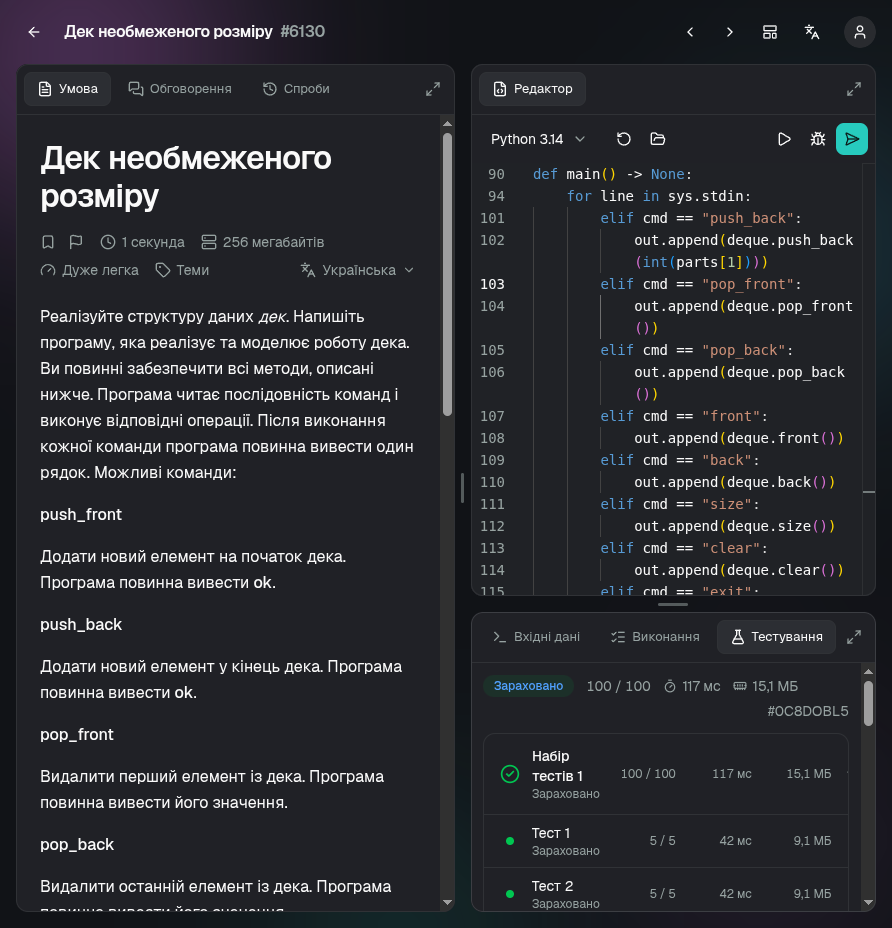 Дек необмеженого розміру #6130
Умова Обговорення Спроби
Дек необмеженого
розміру
1 секунда 256 мегабайтів
Дуже легка Теми Українська
Реалізуйте структуру даних дек. Напишіть
програму, яка реалізує та моделює роботу дека.
Ви повинні забезпечити всі методи, описані
нижче. Програма читає послідовність команд і
виконує відповідні операції. Після виконання
кожної команди програма повинна вивести один
рядок. Можливі команди:
push_front
Додати новий елемент на початок дека.
Програма повинна вивести ok.
push_back
Додати новий елемент у кінець дека. Програма
повинна вивести ok.
pop_front
Видалити перший елемент із дека. Програма
повинна вивести його значення.
pop_back
Видалити останній елемент із дека. Програма
повинна вивести його значення.
Редактор
Python 3.14
90 def main() -> None:
94 for line in sys.stdin:
101 elif cmd == "push_back":
102 out.append(deque.push_back
(int(parts[1])))
103 elif cmd == "pop_front":
104 out.append(deque.pop_front
())
105 elif cmd == "pop_back":
106 out.append(deque.pop_back
())
107 elif cmd == "front":
108 out.append(deque.front())
109 elif cmd == "back":
110 out.append(deque.back())
111 elif cmd == "size":
112 out.append(deque.size())
113 elif cmd == "clear":
114 out.append(deque.clear())
115 elif cmd == "exit":
Вхідні дані Виконання Тестування
Зараховано 100 / 100 117 мс 15,1 МБ
#0C8DOBL5
Набір
тестів 1 100 / 100 117 мс 15,1 МБ
Зараховано
Тест 1 5 / 5 42 мс 9,1 МБ
Зараховано
Тест 2 5 / 5 42 мс 9,1 МБ
Зараховано